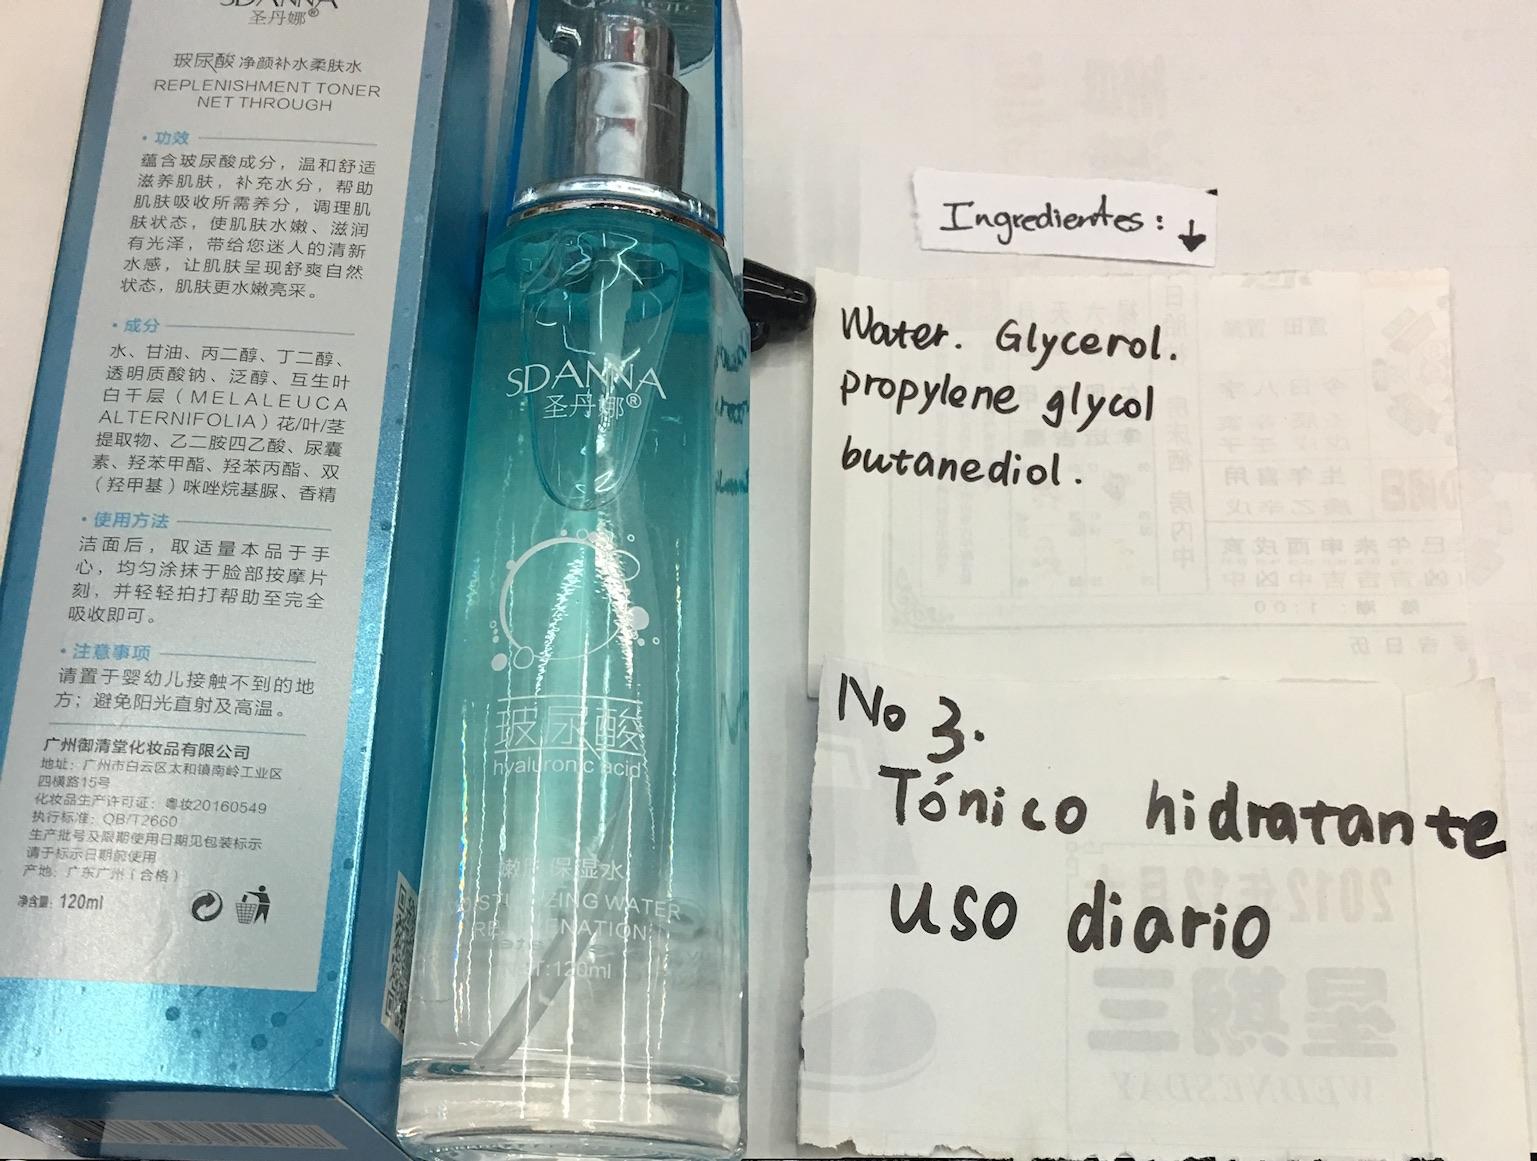 SDANNA
圣丹娜®
玻尿酸 净颜补水柔肤水
REPLENISHMENT TONER
NET THROUGH
·功效
蕴含玻尿酸成分，温和舒适
滋养肌肤，补充水分，帮助
肌肤吸收所需养分，调理肌
肤状态，使肌肤水嫩、滋润
有光泽，带给您迷人的清新
水感，让肌肤呈现舒爽自然
状态，肌肤更水嫩亮采。
·成分
水、甘油、丙二醇、丁二醇、
透明质酸钠、泛醇、互生叶
白千层（MELALEUCA
ALTERNIFOLIA）花/叶/茎
提取物、乙二胺四乙酸、尿囊
素、羟苯甲酯、羟苯丙酯、双
（羟甲基）咪唑烷基脲、香精
·使用方法
洁面后，取适量本品于手
心，均匀涂抹于脸部按摩片
刻，并轻轻拍打帮助至完全
吸收即可。
·注意事项
请置于婴幼儿接触不到的地
方；避免阳光直射及高温。
广州御清堂化妆品有限公司
地址：广州市白云区太和镇南岭工业区
四横路15号
化妆品生产许可证：粤妆20160549
执行标准：QB/T2660
生产批号及限期使用日期见包装标示
请于标示日期前使用
产地：广东广州（合格）
净含量：120ml
SDANNA
圣丹娜®
玻尿酸
hyaluronic acid
嫩肤保湿水
WATER
120ml
Ingredientes: ↓
Water. Glycerol.
propylene glycol
butanediol.
No 3.
Tónico hidratante
uso diario
2012年12月
星期三
WEDNESDAY